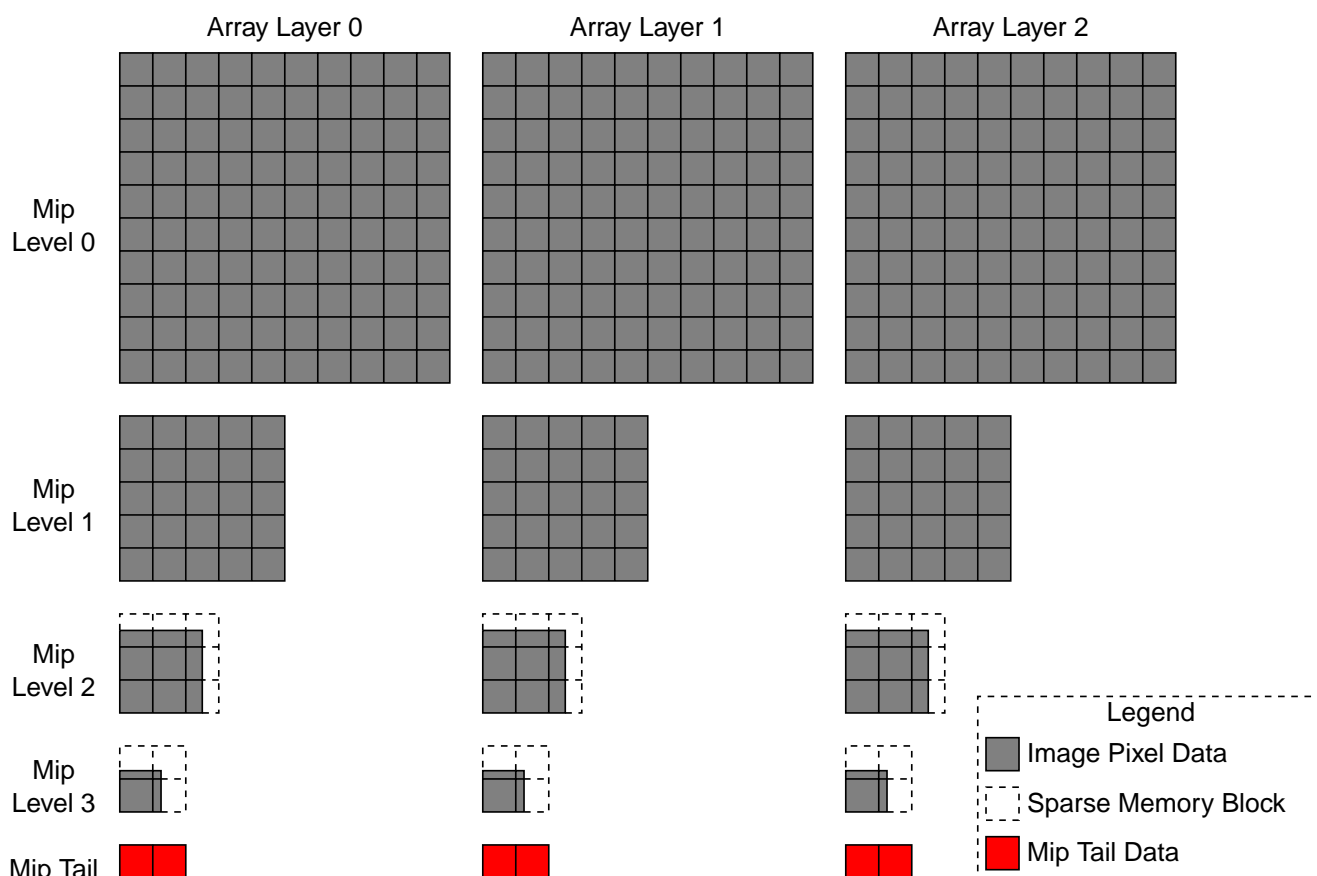 Array Layer 0
Array Layer 1
Array Layer 2
Mip
Level 0
Mip
Level 1
Mip
Level 2
Mip
Level 3
Mip Tail
Legend
Image Pixel Data
Sparse Memory Block
Mip Tail Data